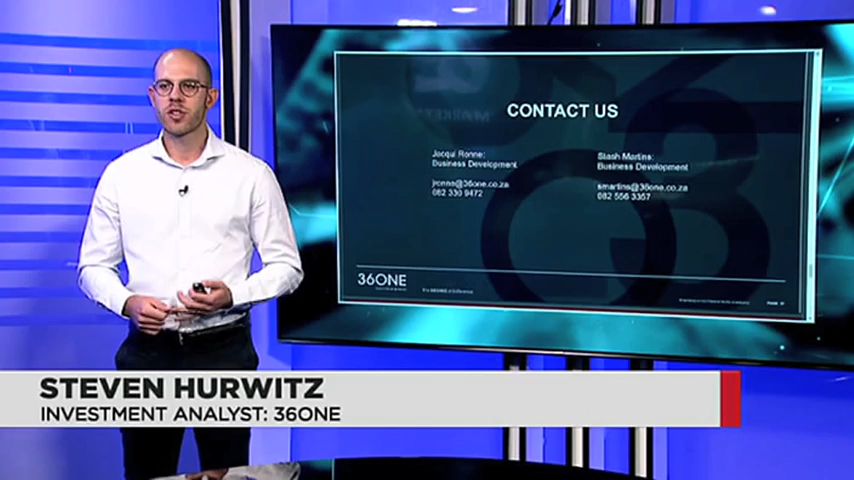 CONTACT US
Jacqui Ronne:
Business Development
jronne@36one.co.za
082 330 9472
Stash Martins:
Business Development
smartins@36one.co.za
082 556 3357
36ONE
STEVEN HURWITZ
INVESTMENT ANALYST: 36ONE